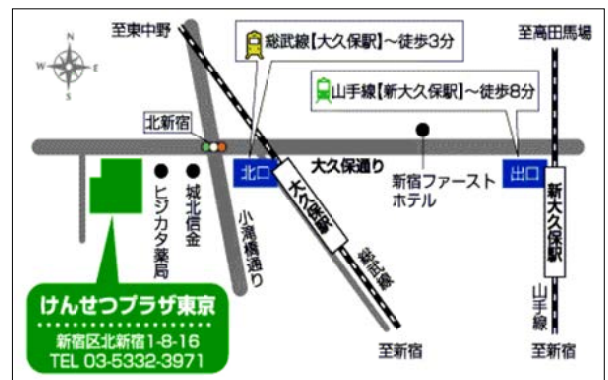 至東中野
総武線【大久保駅】～徒歩3分
至高田馬場
N
W
E
S
山手線【新大久保駅】～徒歩8分
北新宿
大久保通り
北口
出口
大久保駅
新大久保駅
新宿ファースト
ホテル
ヒジカタ薬局
城北信金
小滝橋通り
総武線
山手線
けんせつプラザ東京
新宿区北新宿1-8-16
TEL 03-5332-3971
至新宿
至新宿